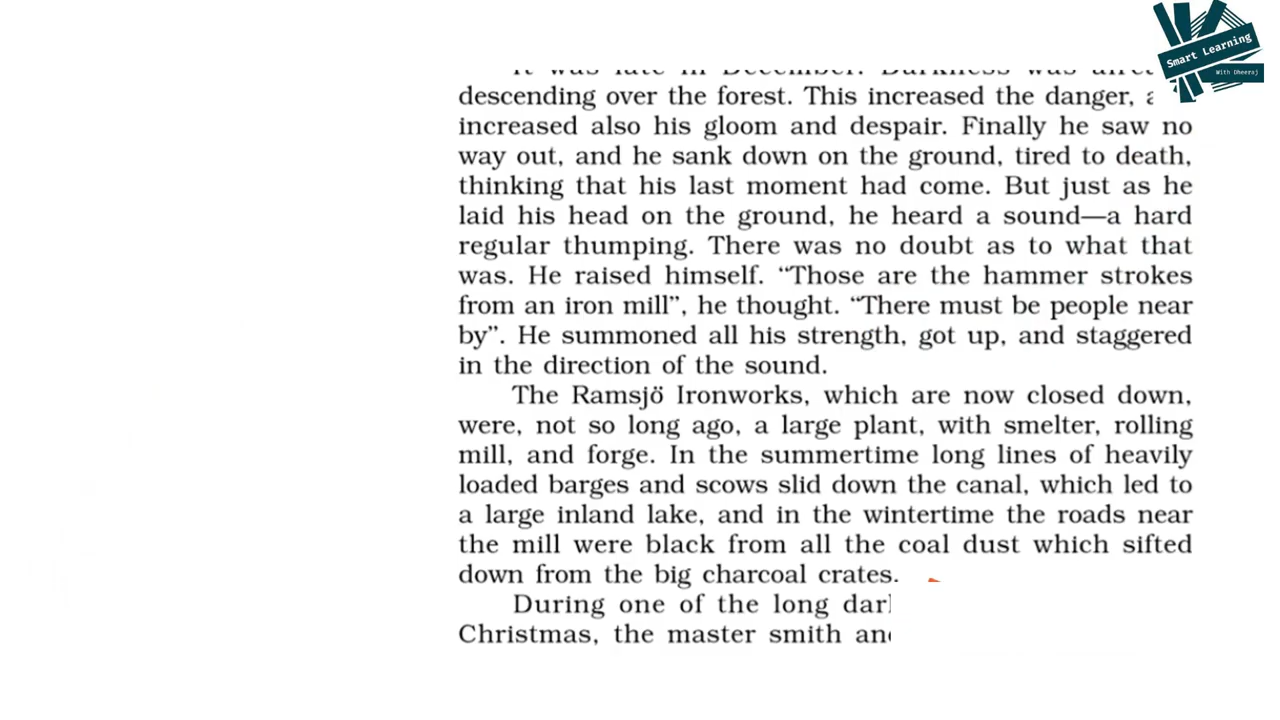 Smart Learning
With Dheeraj
It was late in December. Darkness was
descending over the forest. This increased the danger,
increased also his gloom and despair. Finally he saw no
way out, and he sank down on the ground, tired to death,
thinking that his last moment had come. But just as he
laid his head on the ground, he heard a sound—a hard
regular thumping. There was no doubt as to what that
was. He raised himself. “Those are the hammer strokes
from an iron mill”, he thought. “There must be people near
by”. He summoned all his strength, got up, and staggered
in the direction of the sound.
The Ramsjö Ironworks, which are now closed down,
were, not so long ago, a large plant, with smelter, rolling
mill, and forge. In the summertime long lines of heavily
loaded barges and scows slid down the canal, which led to
a large inland lake, and in the wintertime the roads near
the mill were black from all the coal dust which sifted
down from the big charcoal crates.
During one of the long
Christmas, the master smith